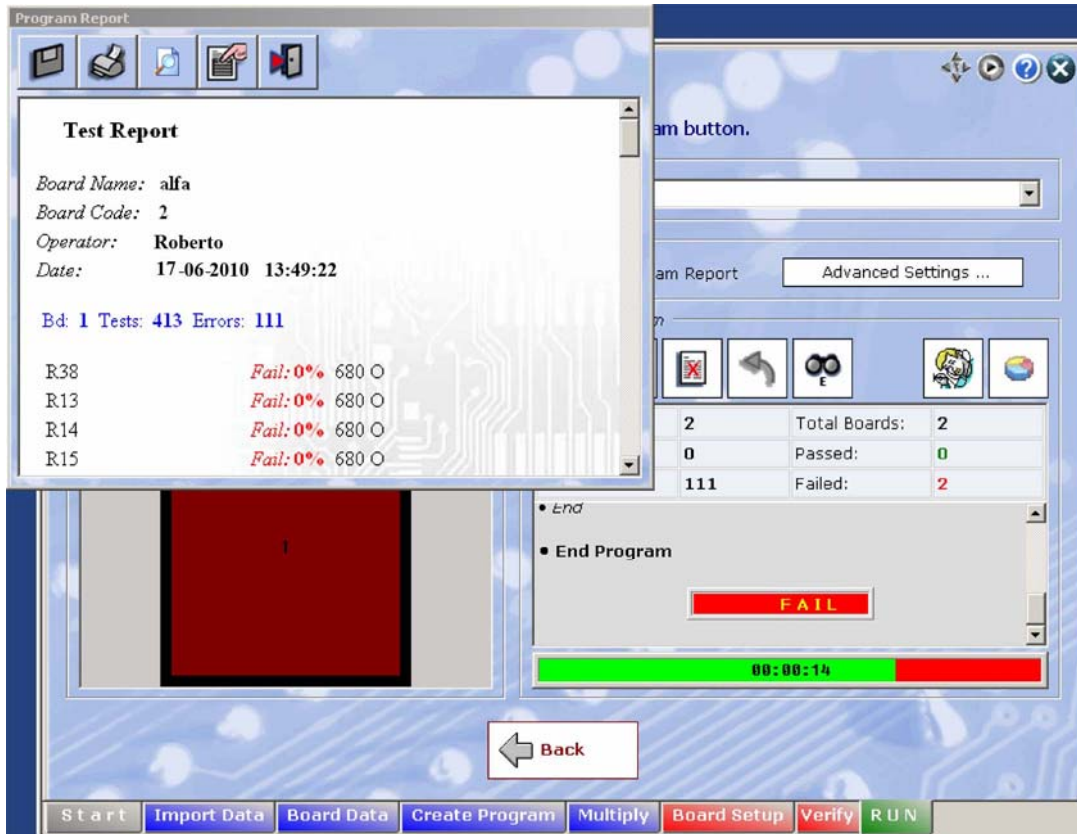 Program Report
Test Report
Board Name: alfa
Board Code: 2
Operator: Roberto
Date: 17-06-2010 13:49:22
Bd: 1 Tests: 413 Errors: 111
R38 Fail: 0% 680 O
R13 Fail: 0% 680 O
R14 Fail: 0% 680 O
R15 Fail: 0% 680 O
am button.
am Report
Advanced Settings ...
E
2 Total Boards: 2
0 Passed: 0
111 Failed: 2
• End
• End Program
FAIL
00:00:14
1
Back
Start Import Data Board Data Create Program Multiply Board Setup Verify RUN